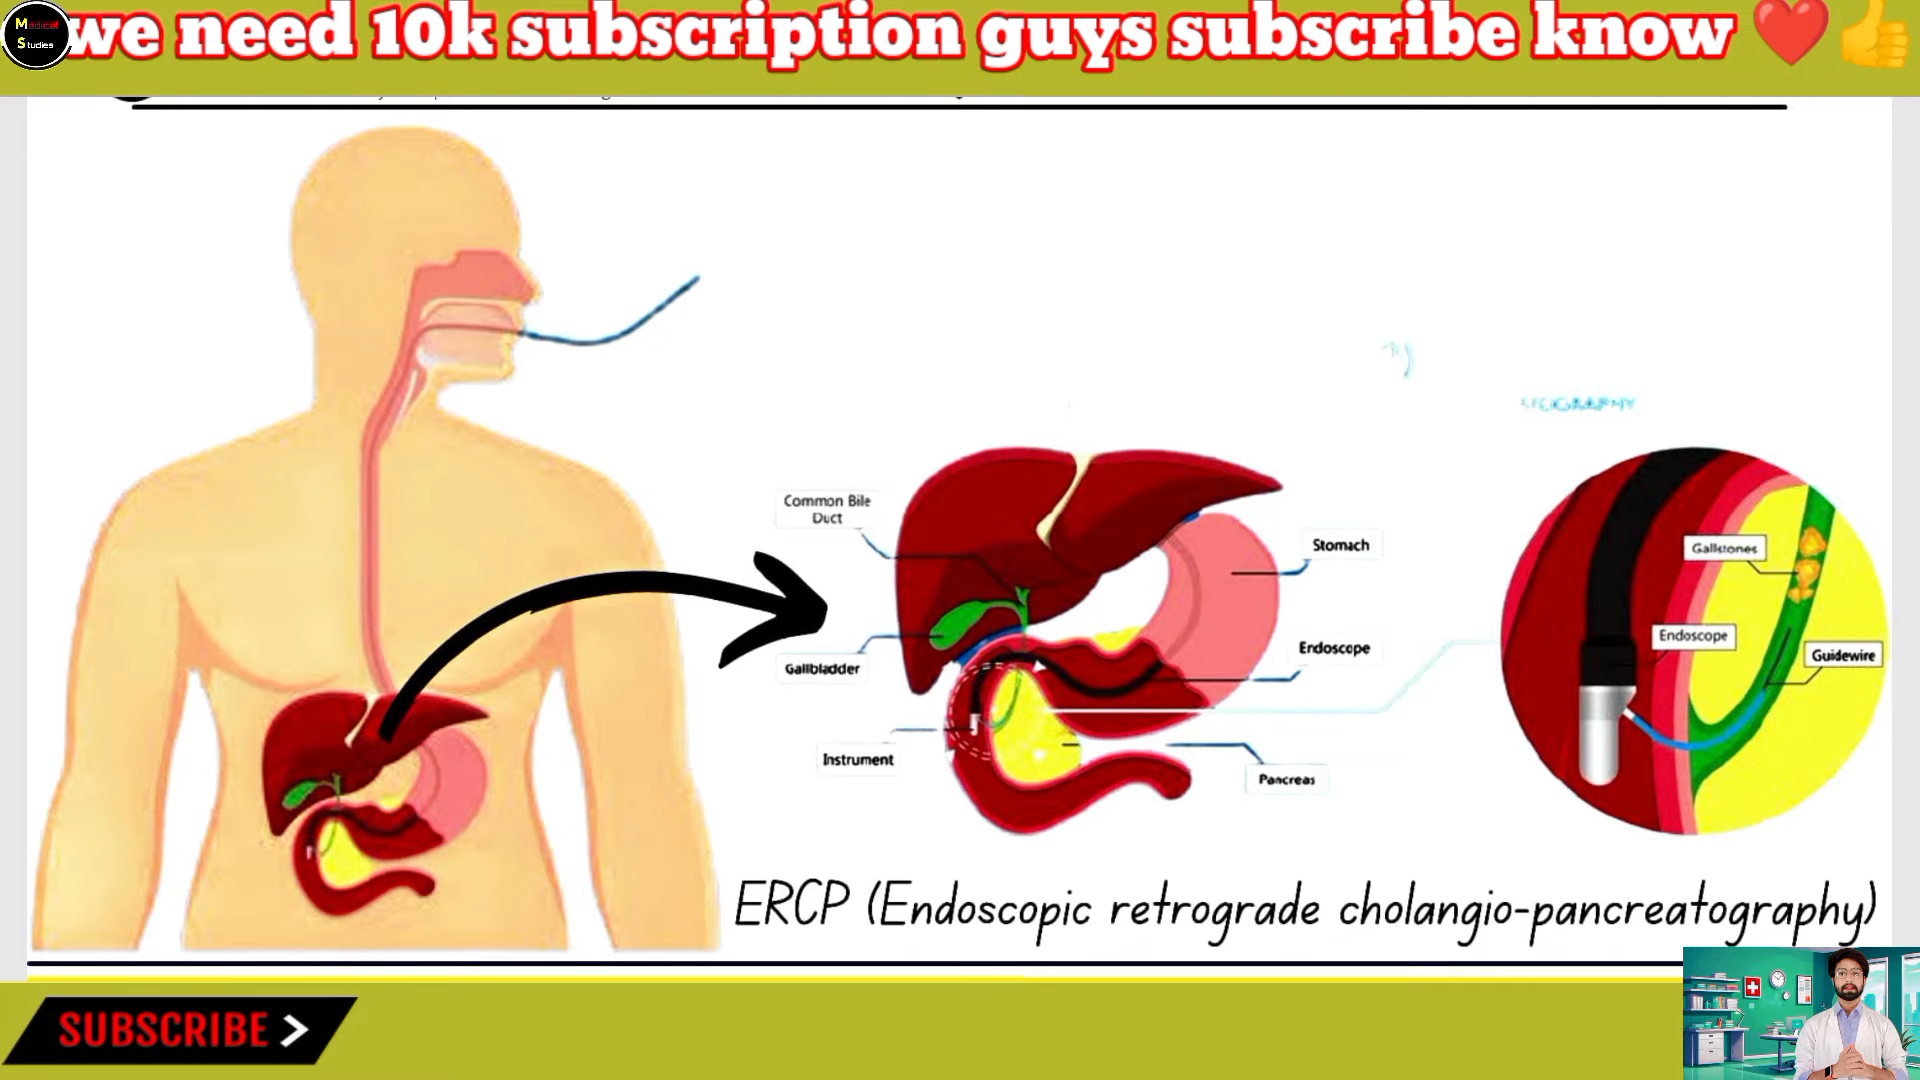 Medical
Studies
we need 10k subscription guys subscribe know ❤️👍
Common Bile
Duct
Stomach
Gallstones
Endoscope
Endoscope
Guidewire
Gallbladder
Instrument
Pancreas
ERCP (Endoscopic retrograde cholangio-pancreatography)
SUBSCRIBE >